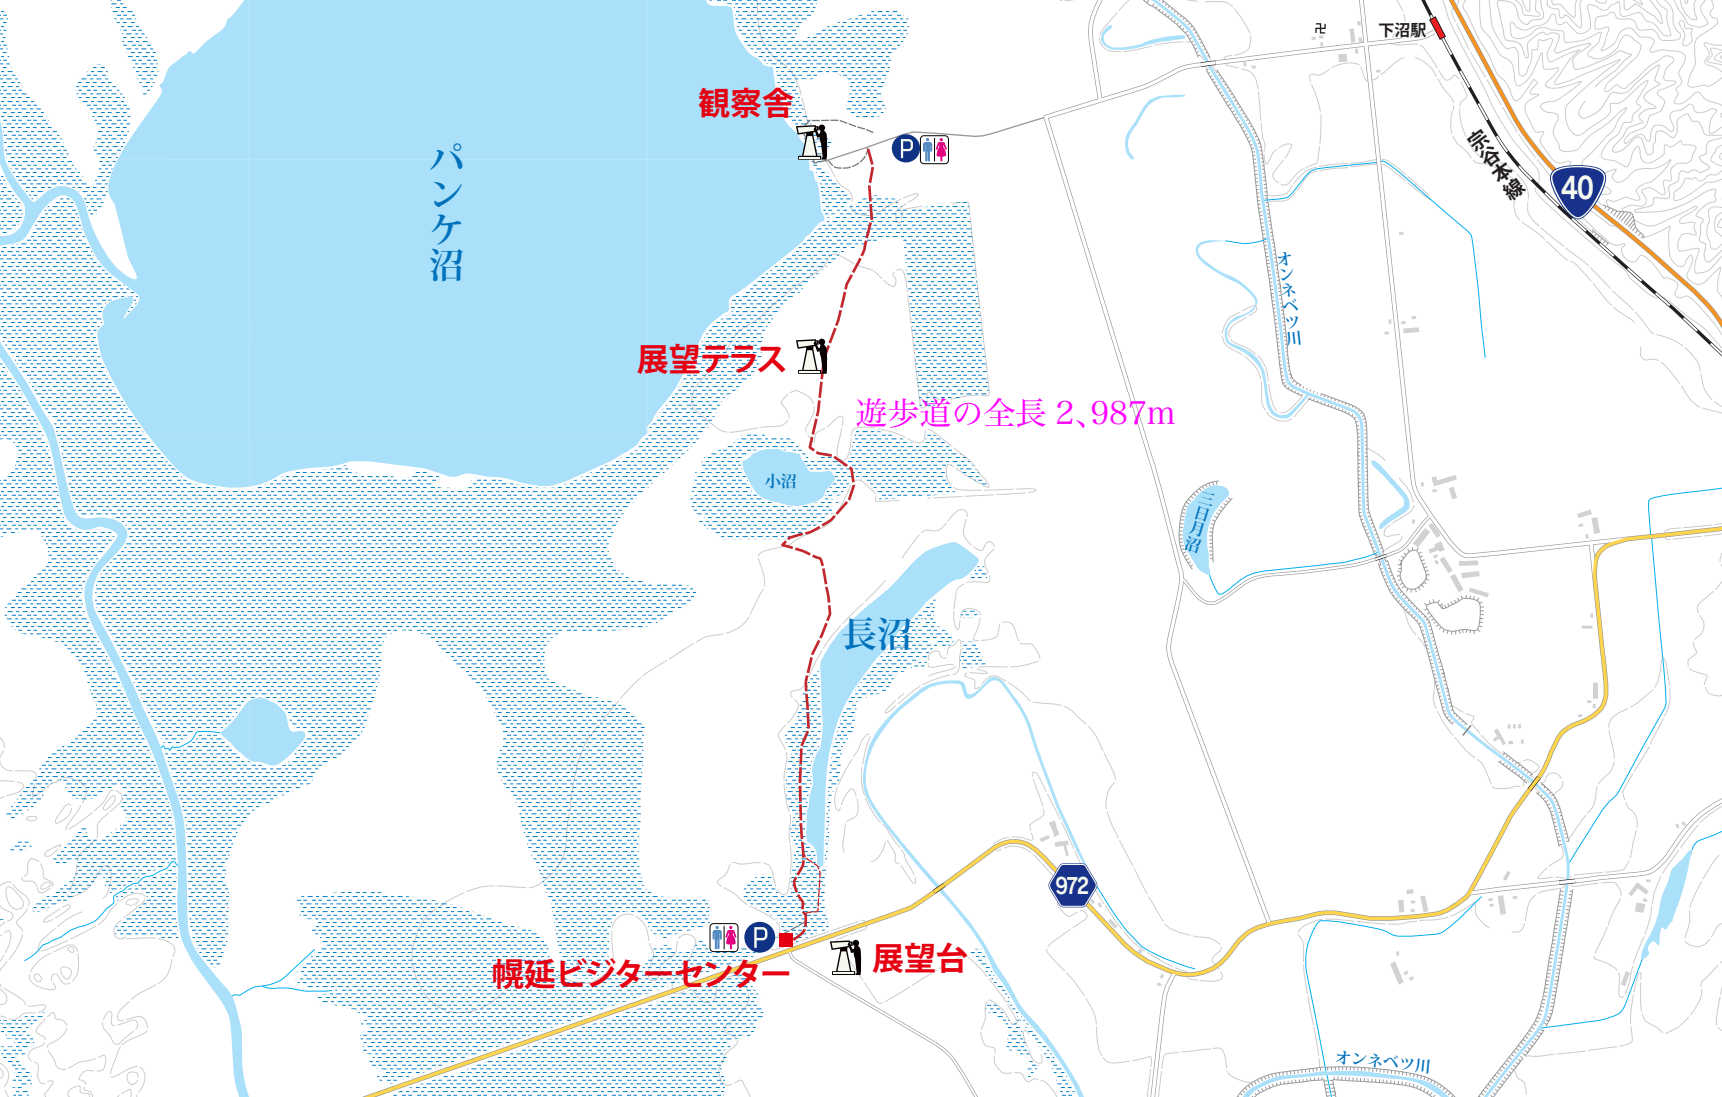 下沼駅
観察舎
P
パンケ沼
宗谷本線
40
オンネベツ川
展望テラス
遊歩道の全長 2,987m
小沼
三日月沼
長沼
972
P
展望台
幌延ビジターセンター
オンネベツ川